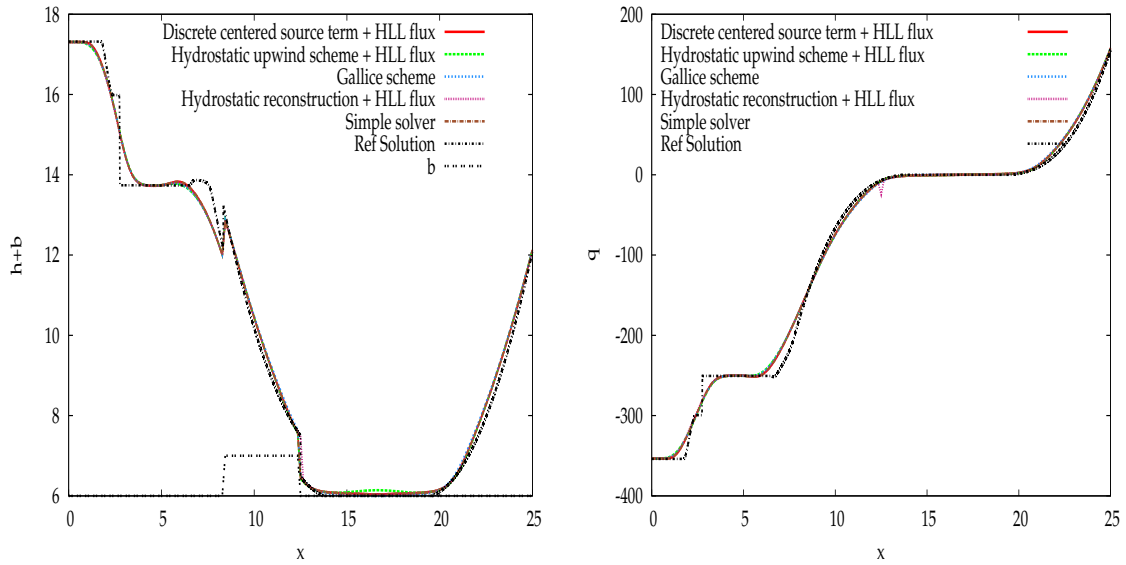 18
16
14
12
10
8
6
h+b
0
5
10
15
20
25
x
Discrete centered source term + HLL flux
Hydrostatic upwind scheme + HLL flux
Gallice scheme
Hydrostatic reconstruction + HLL flux
Simple solver
Ref Solution
b
200
100
0
-100
-200
-300
-400
q
0
5
10
15
20
25
x
Discrete centered source term + HLL flux
Hydrostatic upwind scheme + HLL flux
Gallice scheme
Hydrostatic reconstruction + HLL flux
Simple solver
Ref Solution